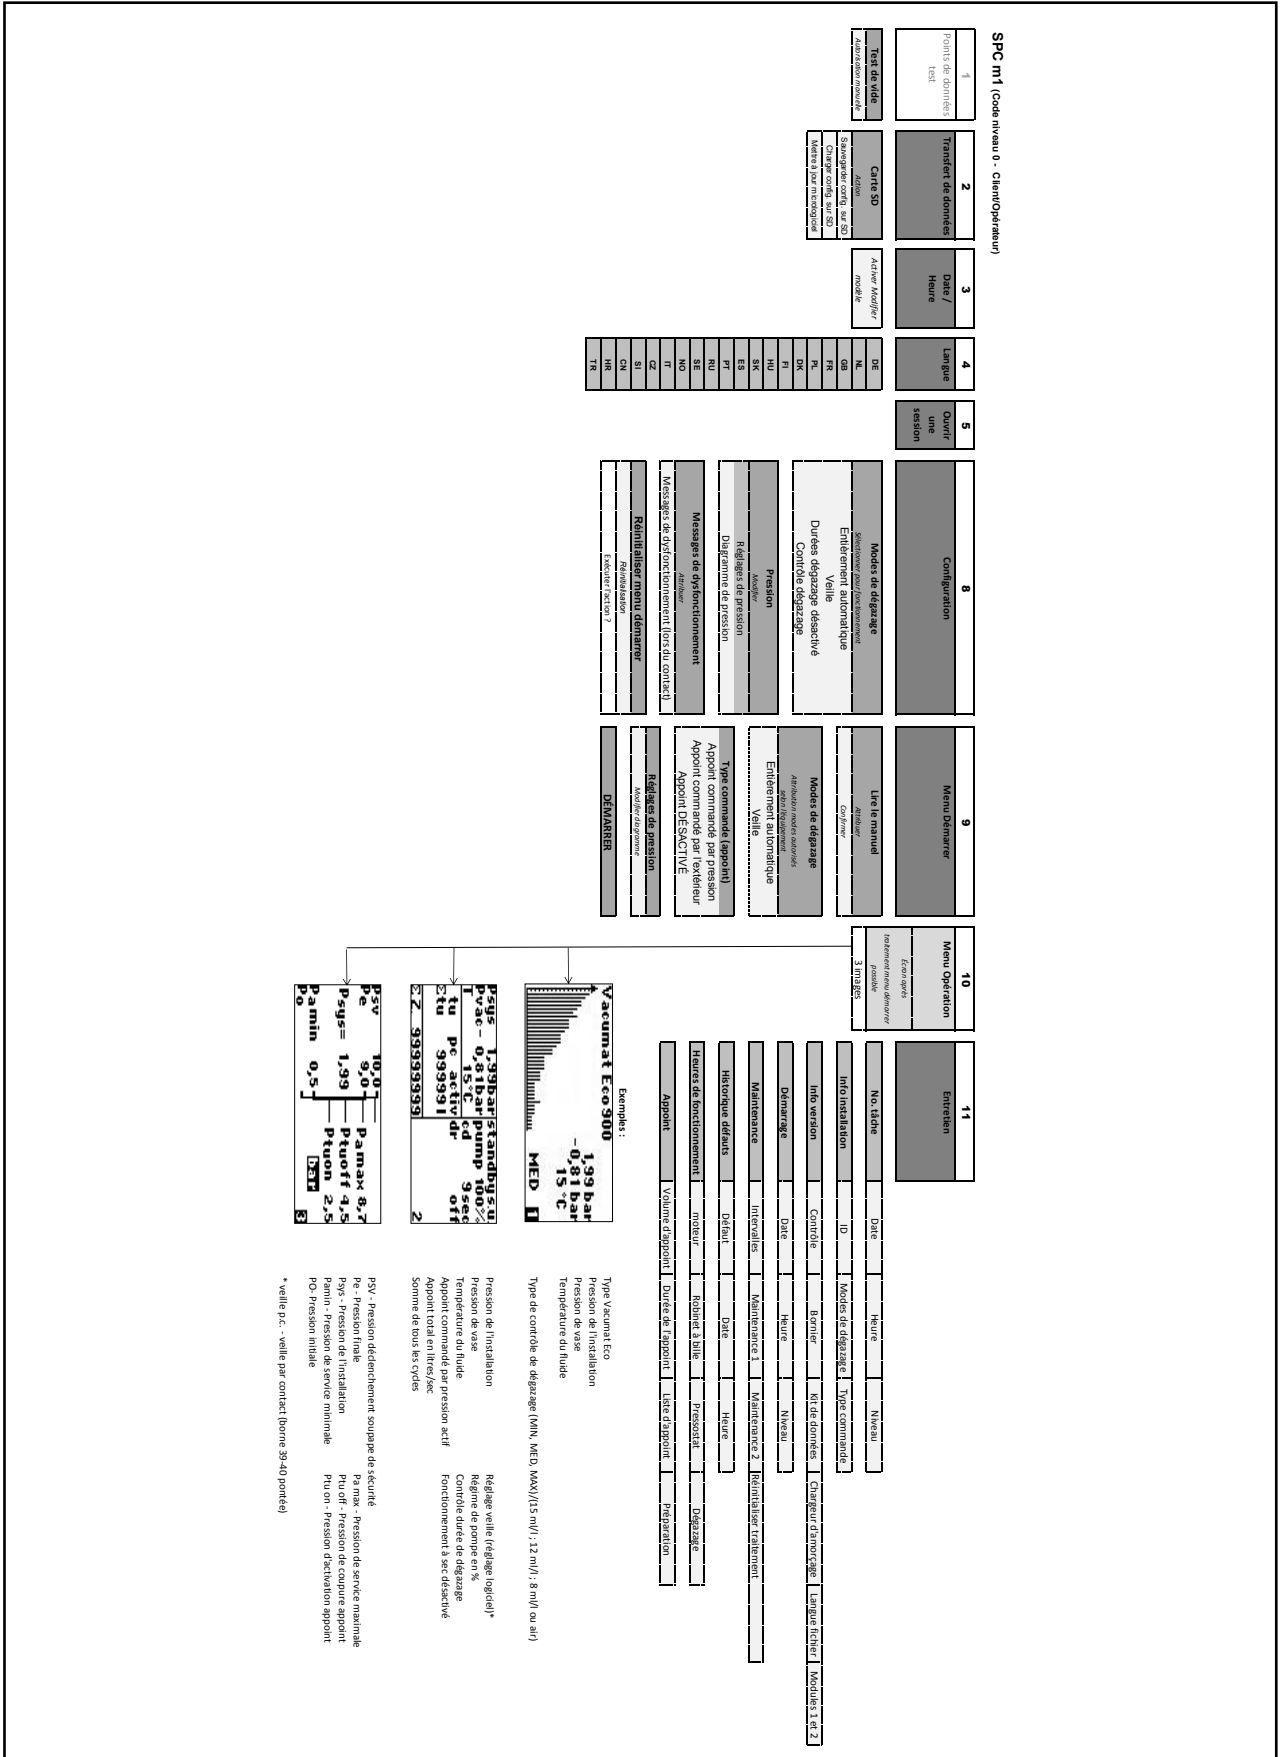 SPC m1 (Code niveau 0 - Client/Opérateur)
1
Points de données
test
Test de vide
Autorisation manuelle
2
Transfert de données
Carte SD
Action
Sauvegarder config. sur SD
Charger config. sur SD
Mettre à jour micrologiciel
3
Date /
Heure
Activer Modifier
modèle
4
Langue
DE
NL
GB
FR
PL
DK
FI
HU
SK
ES
PT
RU
SE
NO
IT
CZ
SI
CN
HR
TR
5
Ouvrir
une
session
8
Configuration
Modes de dégazage
Sélectionner pour fonctionnement
Entièrement automatique
Veille
Durées dégazage désactivé
Contrôle dégazage
Pression
Modifier
Réglages de pression
Diagramme de pression
Messages de dysfonctionnement
Attribuer
Messages de dysfonctionnement (lors du contact)
Réinitialiser menu démarrer
Réinitialisation
Exécuter l'action ?
9
Menu Démarrer
Lire le manuel
Attribuer
Confirmer
Modes de dégazage
Attribution modes autorisés
selon l'équipement
Entièrement automatique
Veille
Type commande (appoint)
Appoint commandé par pression
Appoint commandé par l'extérieur
Appoint DÉSACTIVÉ
Réglages de pression
Modifier diagramme
DÉMARRER
10
Menu Opération
Écran après
traitement menu démarrer
possible
3 images
11
Entretien
No. tâche Date Heure Niveau
Info installation ID Modes de dégazage Type commande
Info version Contrôle Bornier Kit de données Chargeur d'amorçage Langue fichier Modules 1 et 2
Démarrage Date Heure Niveau
Maintenance Intervalles Maintenance 1 Maintenance 2 Réinitialiser traitement
Historique défauts Défaut Date Heure
Heures de fonctionnement moteur Robinet à bille Pressostat Dégazage
Appoint Volume d'appoint Durée de l'appoint Liste d'appoint Préparation
Exemples :
Vacumat Eco 900
1,99 bar
-0,81 bar
15 °C
MED 1
Type Vacumat Eco
Pression de l'installation
Pression de vase
Température du fluide
Type de contrôle de dégazage (MIN, MED, MAX)/(15 ml/l ; 12 ml/l ; 8 ml/l ou air)
Psys 1,99bar standby s.u
Pvac- 0,81bar pump 100%
T 15°C cd 9sec
tu pc activ dr off
Σtu 999999l
ΣZ 99999999 2
Pression de l'installation Réglage veille (réglage logiciel)*
Pression de vase Régime de pompe en %
Température du fluide Contrôle durée de dégazage
Appoint commandé par pression actif Fonctionnement à sec désactivé
Appoint total en litres/sec
Somme de tous les cycles
Psv 10,0
Pe 9,0 Pamax 8,7
Psys= 1,99 Ptuoff 4,5
Ptuon 2,5
Pamin 0,5 bar
Po 3
PSV - Pression déclenchement soupape de sécurité
Pe - Pression finale Pa max - Pression de service maximale
Psys - Pression de l'installation Ptu off - Pression de coupure appoint
Pamin - Pression de service minimale Ptu on - Pression d'activation appoint
PO- Pression initiale
* veille p.c. - veille par contact (borne 39-40 pontée)